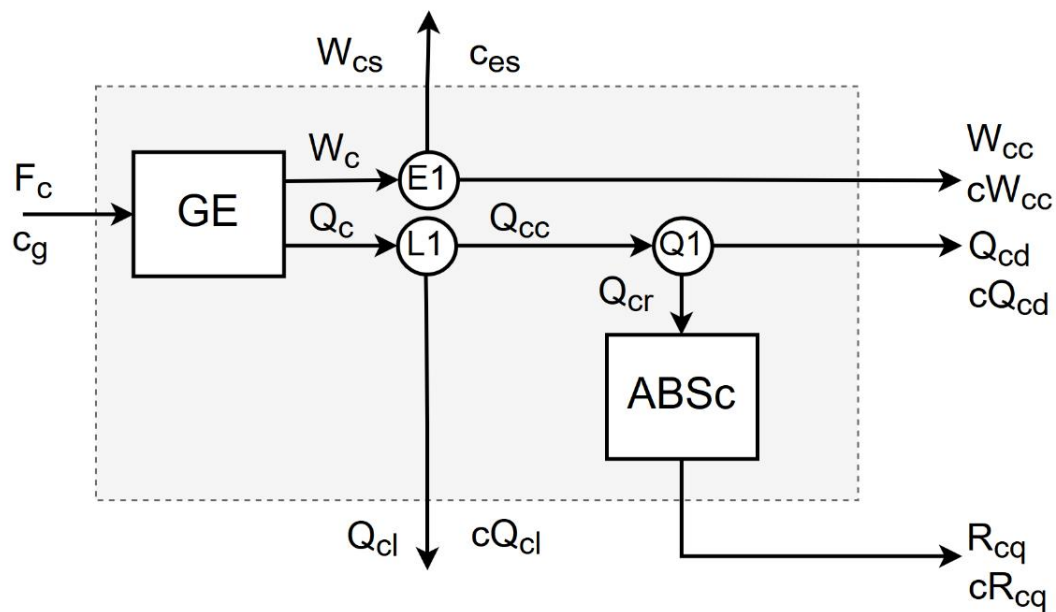 W_cs c_es
W_c
E1
W_cc
cW_cc
F_c
c_g
GE
Q_c
L1
Q_cc
Q1
Q_cd
cQ_cd
Q_cr
ABSc
Q_cl cQ_cl
R_cq
cR_cq